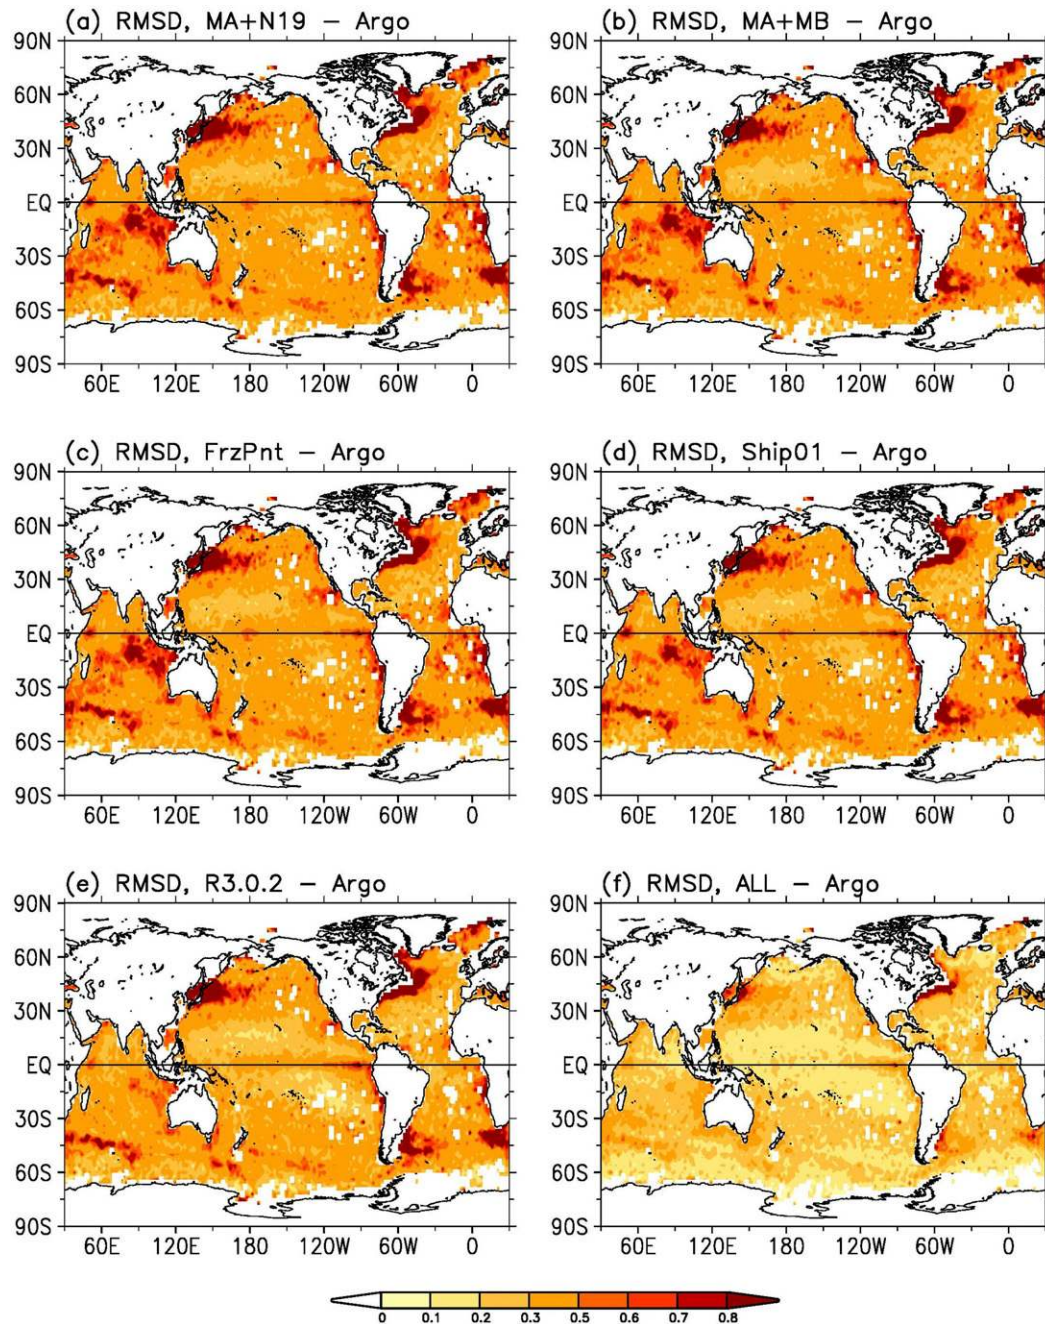 (a) RMSD, MA+N19 – Argo
(b) RMSD, MA+MB – Argo
90N
60N
30N
EQ
30S
60S
90S
60E 120E 180 120W 60W 0
90N
60N
30N
EQ
30S
60S
90S
60E 120E 180 120W 60W 0
(c) RMSD, FrzPnt – Argo
(d) RMSD, Ship01 – Argo
90N
60N
30N
EQ
30S
60S
90S
60E 120E 180 120W 60W 0
90N
60N
30N
EQ
30S
60S
90S
60E 120E 180 120W 60W 0
(e) RMSD, R3.0.2 – Argo
(f) RMSD, ALL – Argo
90N
60N
30N
EQ
30S
60S
90S
60E 120E 180 120W 60W 0
90N
60N
30N
EQ
30S
60S
90S
60E 120E 180 120W 60W 0
0 0.1 0.2 0.3 0.5 0.6 0.7 0.8